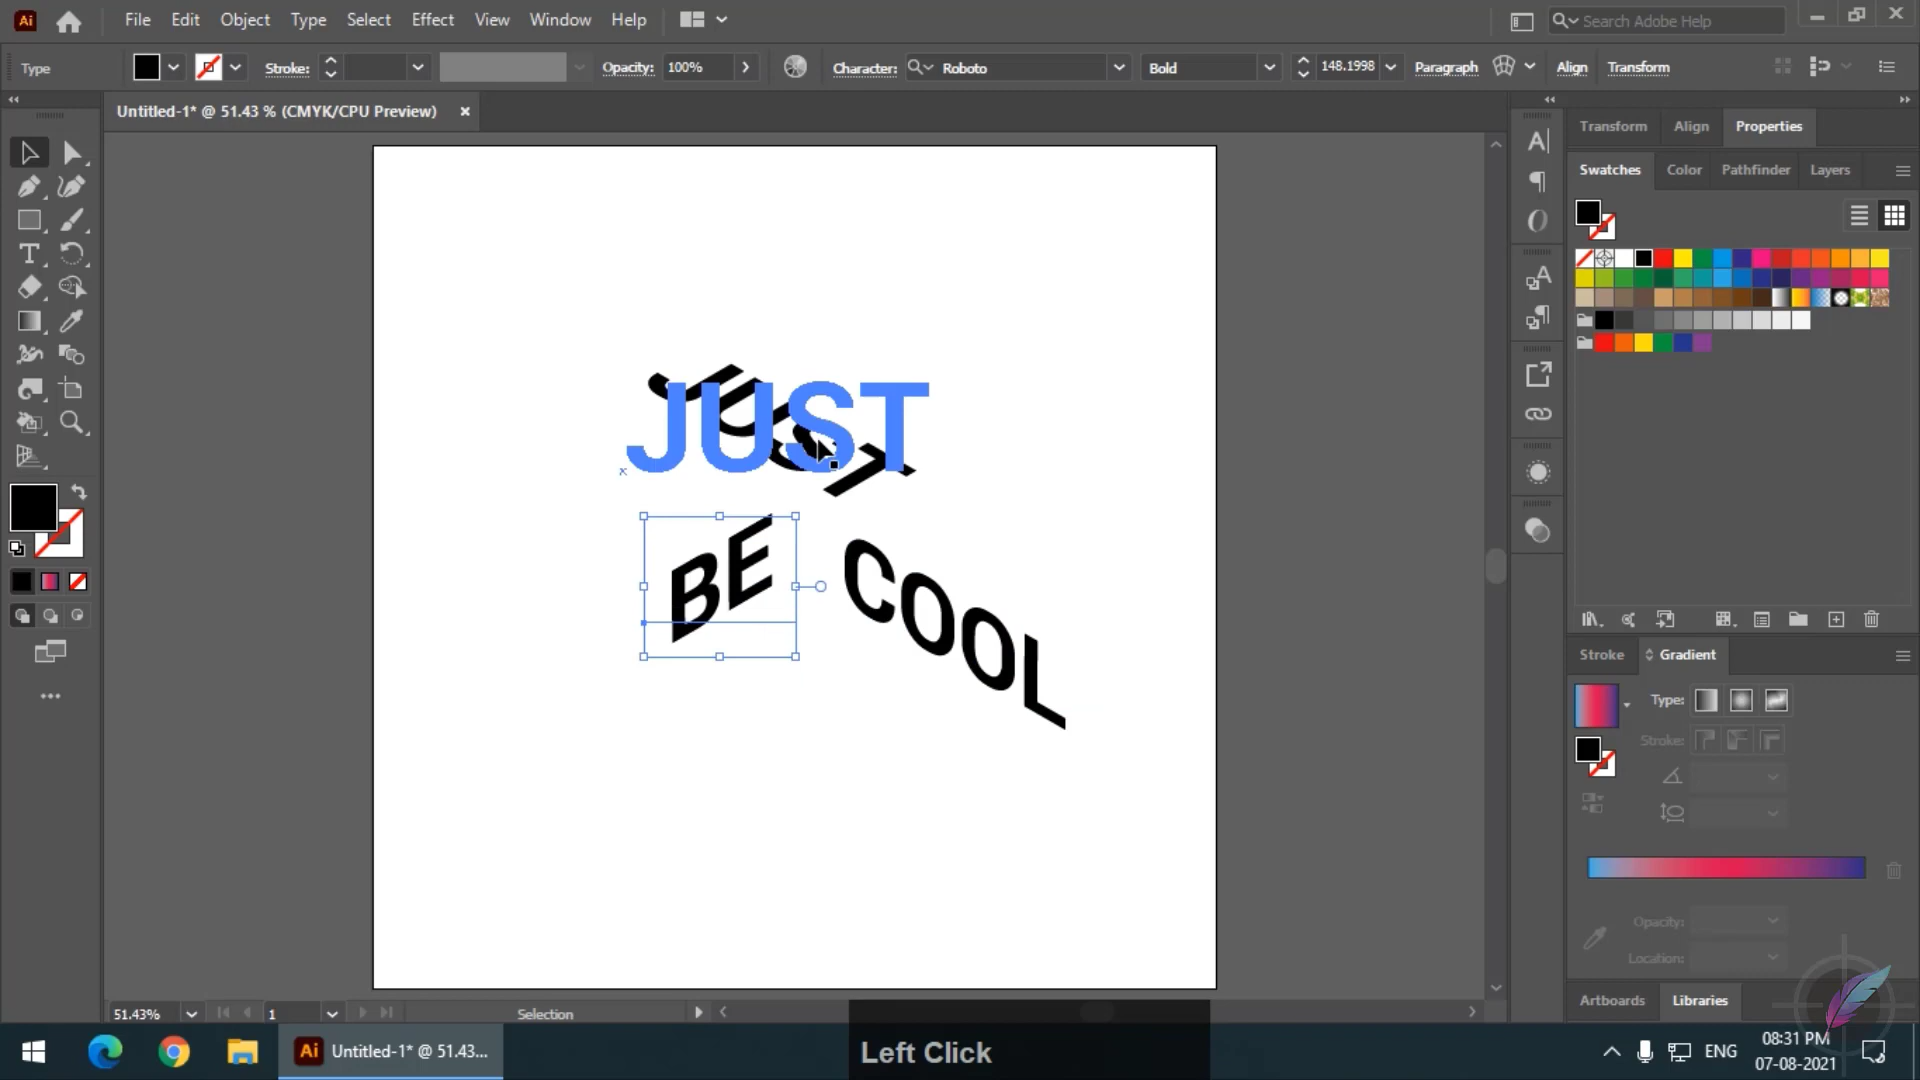 Ai File Edit Object Type Select Effect View Window Help Search Adobe Help
Type Stroke: Opacity: 100% Character: Roboto Bold 148.1998 Paragraph Align Transform
Untitled-1* @ 51.43 % (CMYK/CPU Preview)
Transform Align Properties
Swatches Color Pathfinder Layers
JUST
JUST
BE
COOL
Stroke Gradient
Type:
Stroke:
Opacity:
Location:
Artboards Libraries
51.43% 1 Selection
Left Click
Ai Untitled-1* @ 51.43...
ENG
08:31 PM
07-08-2021